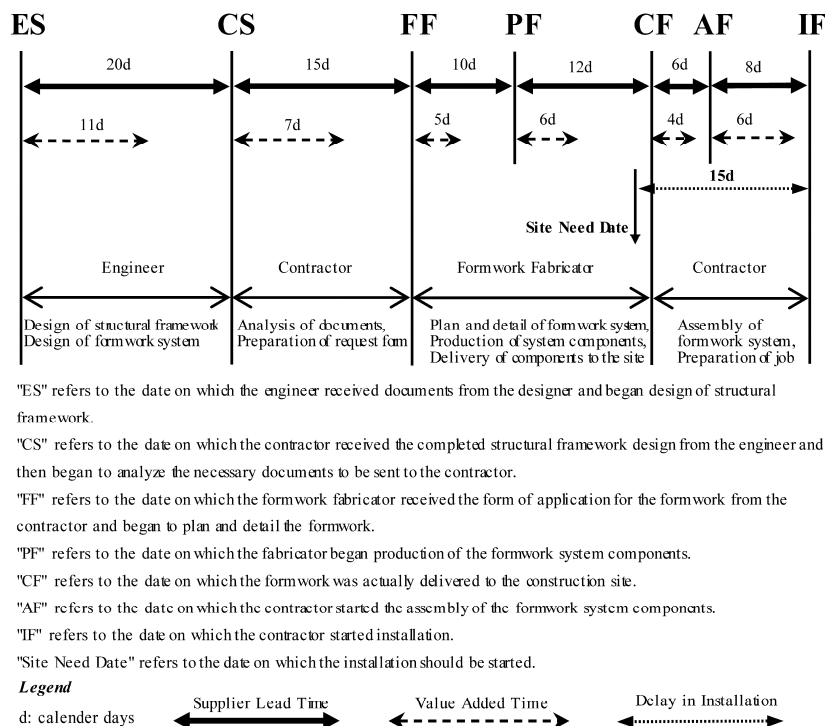 ES CS FF PF CF AF IF
20d 15d 10d 12d 6d 8d
11d 7d 5d 6d 4d 6d
15d
Site Need Date
Engineer Contractor Formwork Fabricator Contractor
Design of structural framework
Design of formwork system
Analysis of documents,
Preparation of request form
Plan and detail of formwork system,
Production of system components,
Delivery of components to the site
Assembly of
formwork system,
Preparation of job
"ES" refers to the date on which the engineer received documents from the designer and began design of structural
framework.
"CS" refers to the date on which the contractor received the completed structural framework design from the engineer and
then began to analyze the necessary documents to be sent to the contractor.
"FF" refers to the date on which the formwork fabricator received the form of application for the formwork from the
contractor and began to plan and detail the formwork.
"PF" refers to the date on which the fabricator began production of the formwork system components.
"CF" refers to the date on which the formwork was actually delivered to the construction site.
"AF" refers to the date on which the contractor started the assembly of the formwork system components.
"IF" refers to the date on which the contractor started installation.
"Site Need Date" refers to the date on which the installation should be started.
Legend
d: calender days Supplier Lead Time Value Added Time Delay in Installation